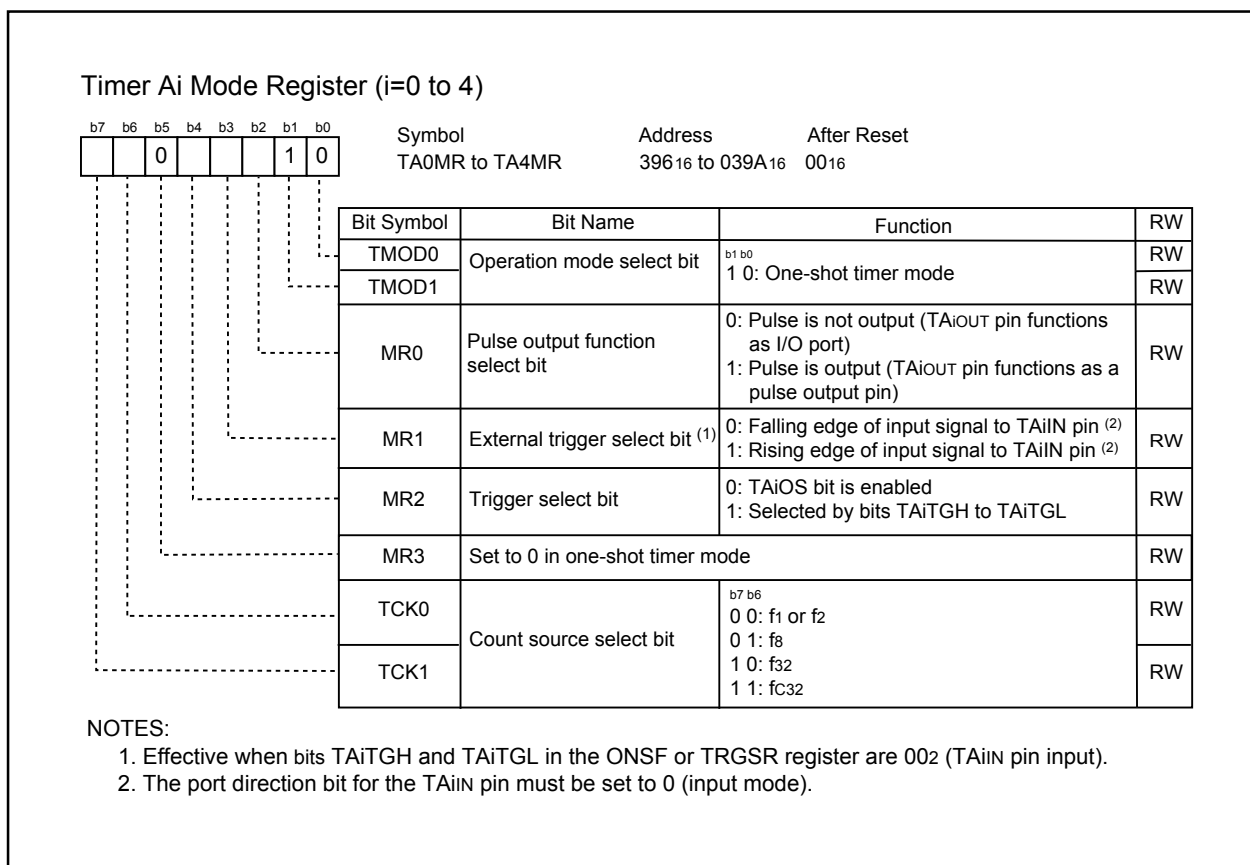 Timer Ai Mode Register (i=0 to 4)
b7 b6 b5 b4 b3 b2 b1 b0
0 1 0
Symbol Address After Reset
TA0MR to TA4MR 39616 to 039A16 0016
Bit Symbol Bit Name Function RW
TMOD0 Operation mode select bit b1 b0 RW
1 0: One-shot timer mode
TMOD1 RW
MR0 Pulse output function select bit 0: Pulse is not output (TAiOUT pin functions
as I/O port)
1: Pulse is output (TAiOUT pin functions as a
pulse output pin) RW
MR1 External trigger select bit (1) 0: Falling edge of input signal to TAiIN pin (2)
1: Rising edge of input signal to TAiIN pin (2) RW
MR2 Trigger select bit 0: TAiOS bit is enabled
1: Selected by bits TAiTGH to TAiTGL RW
MR3 Set to 0 in one-shot timer mode RW
TCK0 Count source select bit b7 b6
0 0: f1 or f2 RW
0 1: f8
TCK1 1 0: f32 RW
1 1: fC32
NOTES:
1. Effective when bits TAiTGH and TAiTGL in the ONSF or TRGSR register are 002 (TAiIN pin input).
2. The port direction bit for the TAiIN pin must be set to 0 (input mode).